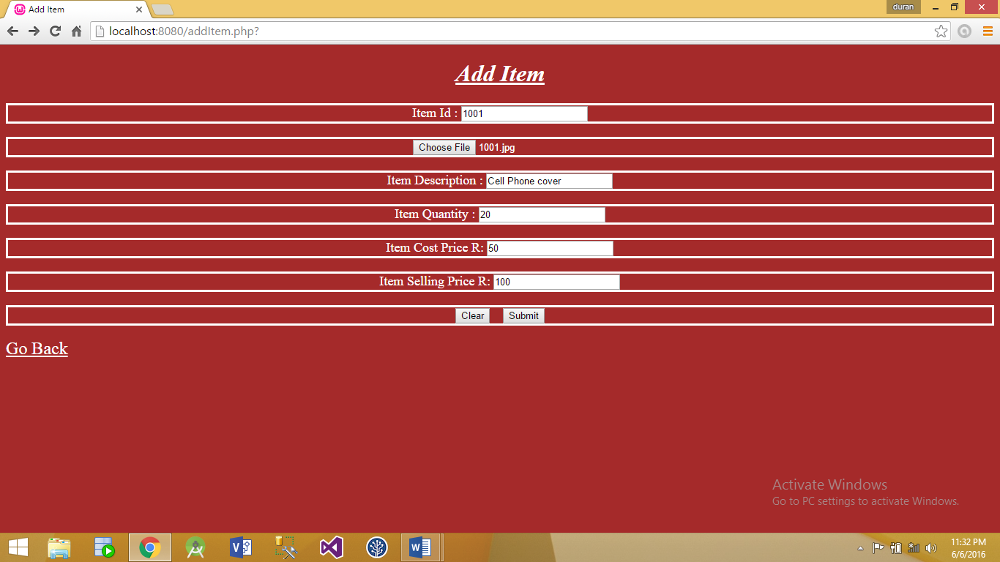 Add Item
duran
localhost:8080/addItem.php?
Add Item
Item Id : 1001
Choose File 1001.jpg
Item Description : Cell Phone cover
Item Quantity : 20
Item Cost Price R: 50
Item Selling Price R: 100
Clear Submit
Go Back
Activate Windows
Go to PC settings to activate Windows.
11:32 PM
6/6/2016